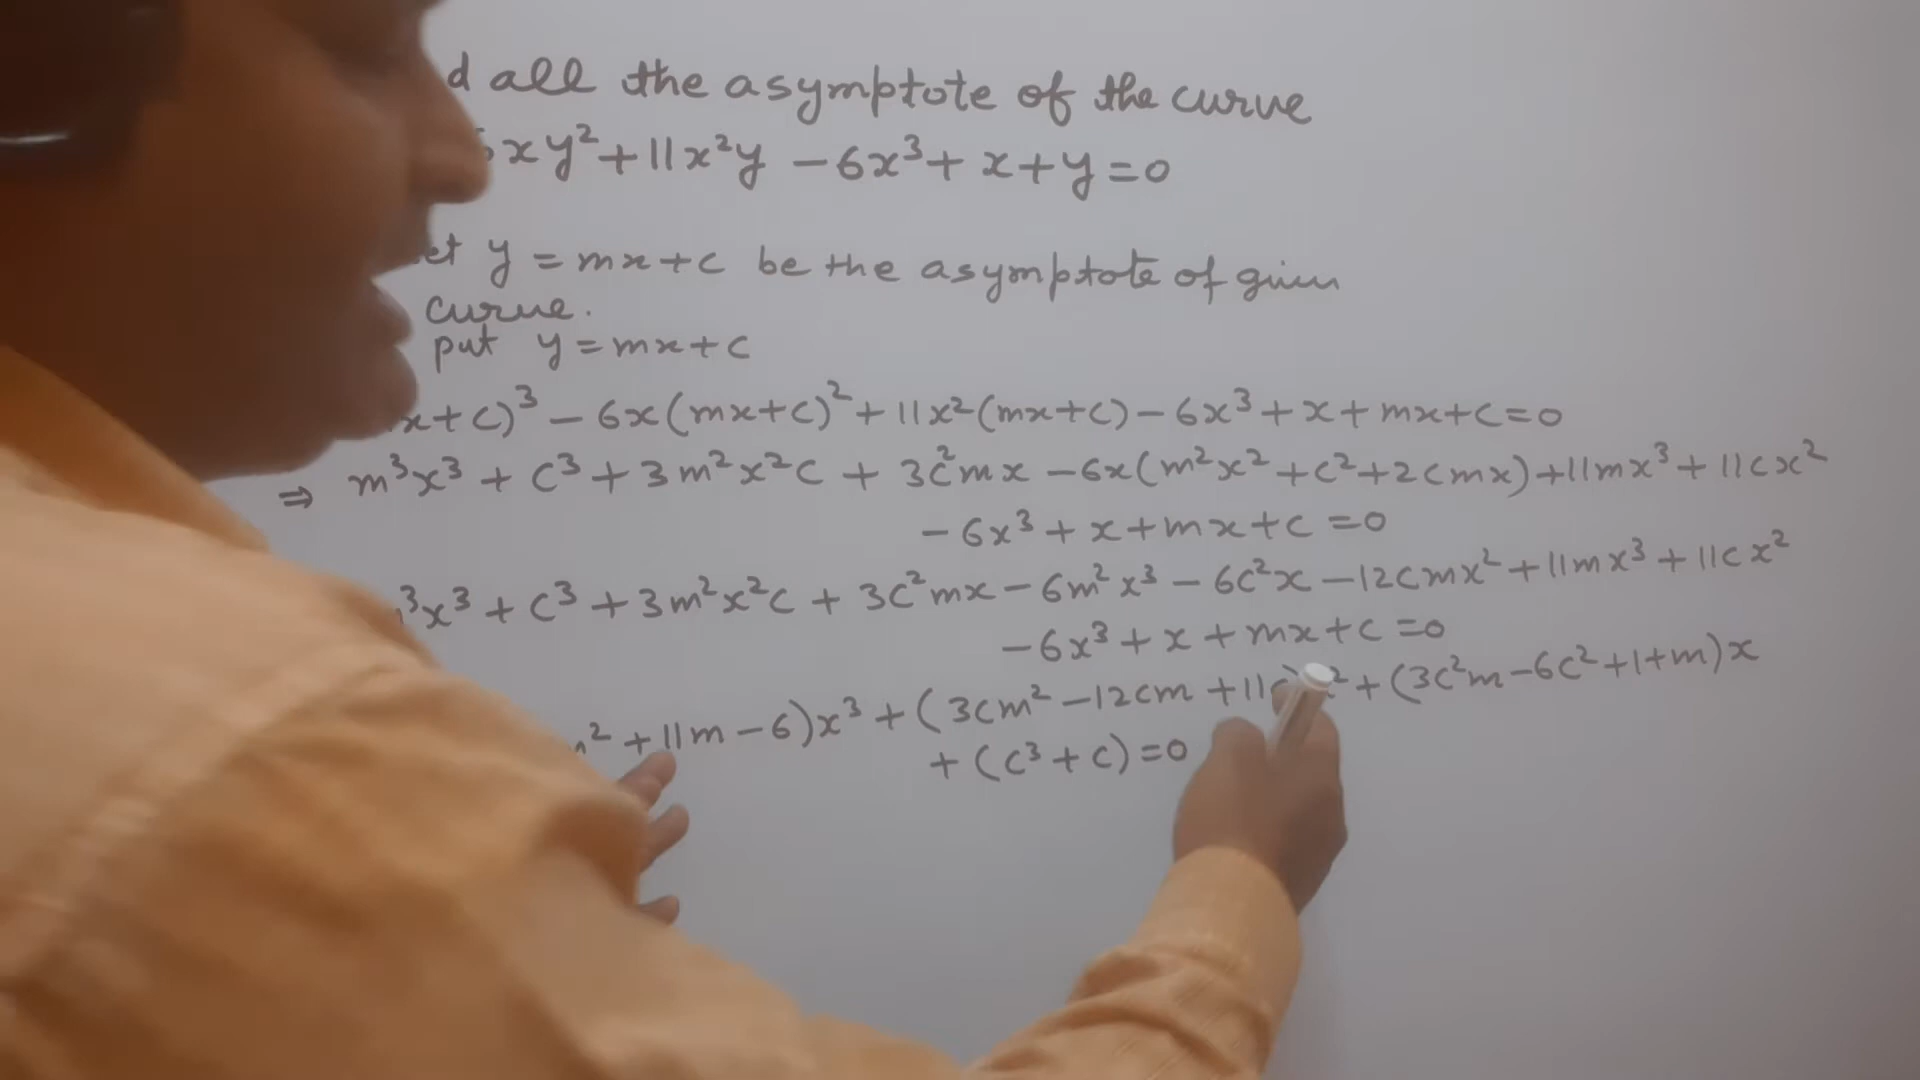 all the asymptote of the curve
xy² + 11x²y - 6x³ + x + y = 0
y = mx + c be the asymptote of given
curve.
put y = mx + c
x + c)³ - 6x(mx + c)² + 11x²(mx + c) - 6x³ + x + mx + c = 0
⇒ m³x³ + c³ + 3m²x²c + 3c²mx - 6x(m²x² + c² + 2cmx) + 11mx³ + 11cx²
- 6x³ + x + mx + c = 0
³x³ + c³ + 3m²x²c + 3c²mx - 6m²x³ - 6c²x - 12cmx² + 11mx³ + 11cx²
- 6x³ + x + mx + c = 0
² + 11m - 6)x³ + (3cm² - 12cm + 11c ² + (3c²m - 6c² + 1 + m)x
+ (c³ + c) = 0